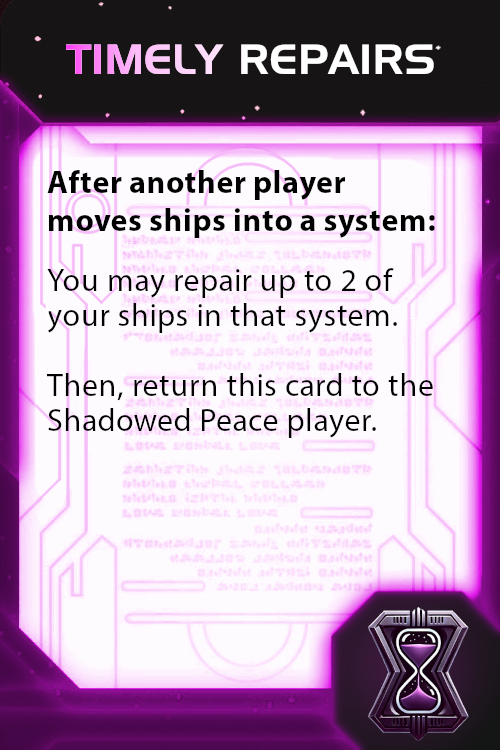 TIMELY REPAIRS
After another player
moves ships into a system:
You may repair up to 2 of
your ships in that system.
Then, return this card to the
Shadowed Peace player.